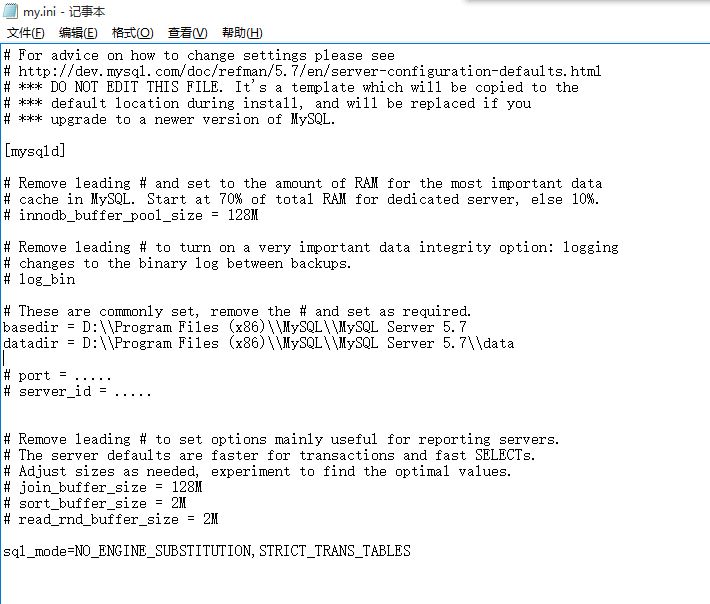 my.ini - 记事本
文件(F) 编辑(E) 格式(O) 查看(V) 帮助(H)
# For advice on how to change settings please see
# http://dev.mysql.com/doc/refman/5.7/en/server-configuration-defaults.html
# *** DO NOT EDIT THIS FILE. It's a template which will be copied to the
# *** default location during install, and will be replaced if you
# *** upgrade to a newer version of MySQL.
[mysqld]
# Remove leading # and set to the amount of RAM for the most important data
# cache in MySQL. Start at 70% of total RAM for dedicated server, else 10%.
# innodb_buffer_pool_size = 128M
# Remove leading # to turn on a very important data integrity option: logging
# changes to the binary log between backups.
# log_bin
# These are commonly set, remove the # and set as required.
basedir = D:\\Program Files (x86)\\MySQL\\MySQL Server 5.7
datadir = D:\\Program Files (x86)\\MySQL\\MySQL Server 5.7\\data
# port = .....
# server_id = .....
# Remove leading # to set options mainly useful for reporting servers.
# The server defaults are faster for transactions and fast SELECTs.
# Adjust sizes as needed, experiment to find the optimal values.
# join_buffer_size = 128M
# sort_buffer_size = 2M
# read_rnd_buffer_size = 2M
sql_mode=NO_ENGINE_SUBSTITUTION,STRICT_TRANS_TABLES